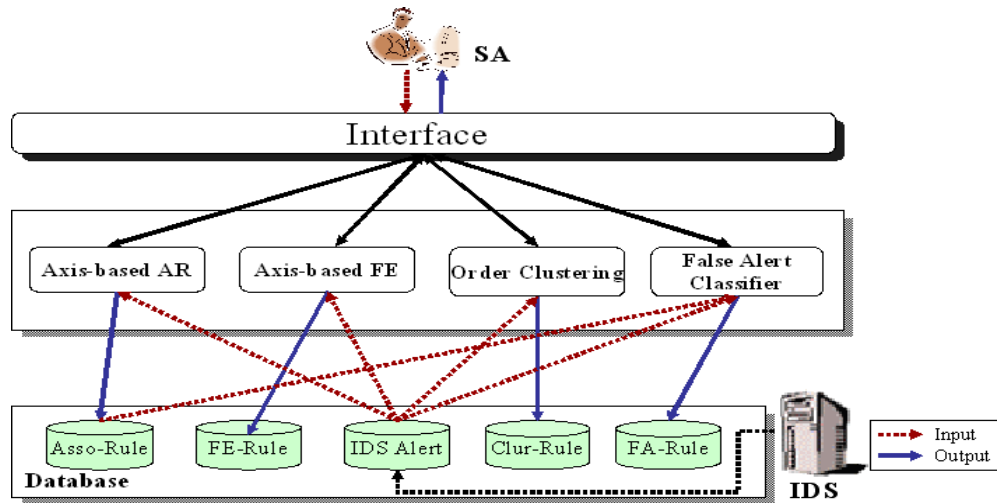 SA
Interface
Axis-based AR
Axis-based FE
Order Clustering
False Alert
Classifier
Asso-Rule
FE-Rule
IDS Alert
Clur-Rule
FA-Rule
Database
IDS
Input
Output